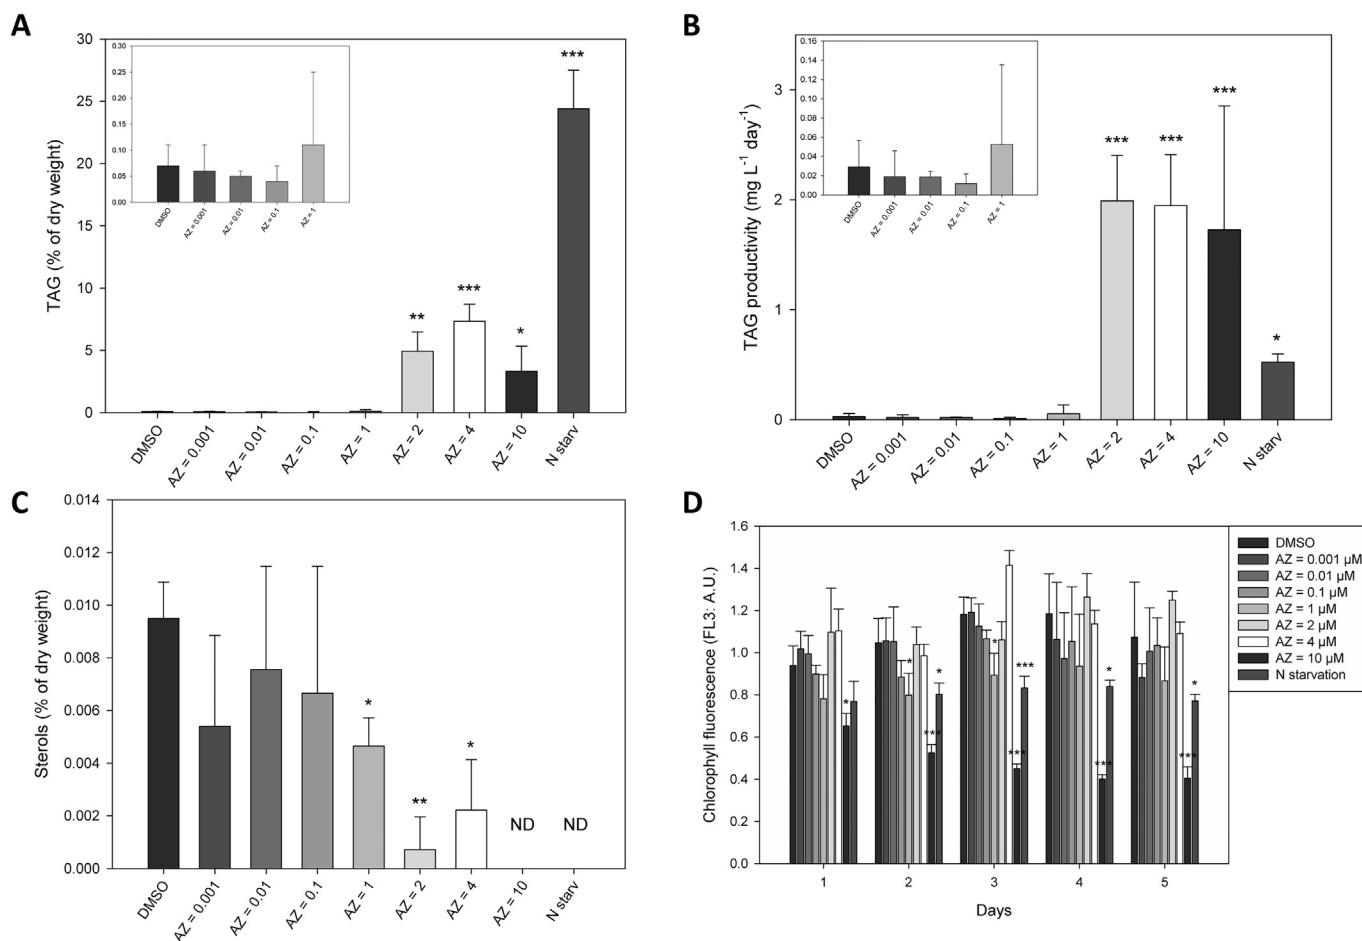 A
TAG (% of dry weight)
30
25
20
15
10
5
0
0.30
0.25
0.20
0.15
0.10
0.05
0.00
DMSO
AZ = 0.001
AZ = 0.01
AZ = 0.1
AZ = 1
**
***
*
***
DMSO
AZ = 0.001
AZ = 0.01
AZ = 0.1
AZ = 1
AZ = 2
AZ = 4
AZ = 10
N starv
B
TAG productivity (mg L⁻¹ day⁻¹)
3
2
1
0
0.16
0.14
0.12
0.10
0.08
0.06
0.04
0.02
0.00
DMSO
AZ = 0.001
AZ = 0.01
AZ = 0.1
AZ = 1
***
***
***
*
DMSO
AZ = 0.001
AZ = 0.01
AZ = 0.1
AZ = 1
AZ = 2
AZ = 4
AZ = 10
N starv
C
Sterols (% of dry weight)
0.014
0.012
0.010
0.008
0.006
0.004
0.002
0.000
*
**
*
ND
ND
DMSO
AZ = 0.001
AZ = 0.01
AZ = 0.1
AZ = 1
AZ = 2
AZ = 4
AZ = 10
N starv
D
Chlorophyll fluorescence (FL3: A.U.)
1.6
1.4
1.2
1.0
0.8
0.6
0.4
0.2
0.0
*
*
***
*
*
***
***
***
*
***
*
1
2
3
4
5
Days
DMSO
AZ = 0.001 µM
AZ = 0.01 µM
AZ = 0.1 µM
AZ = 1 µM
AZ = 2 µM
AZ = 4 µM
AZ = 10 µM
N starvation